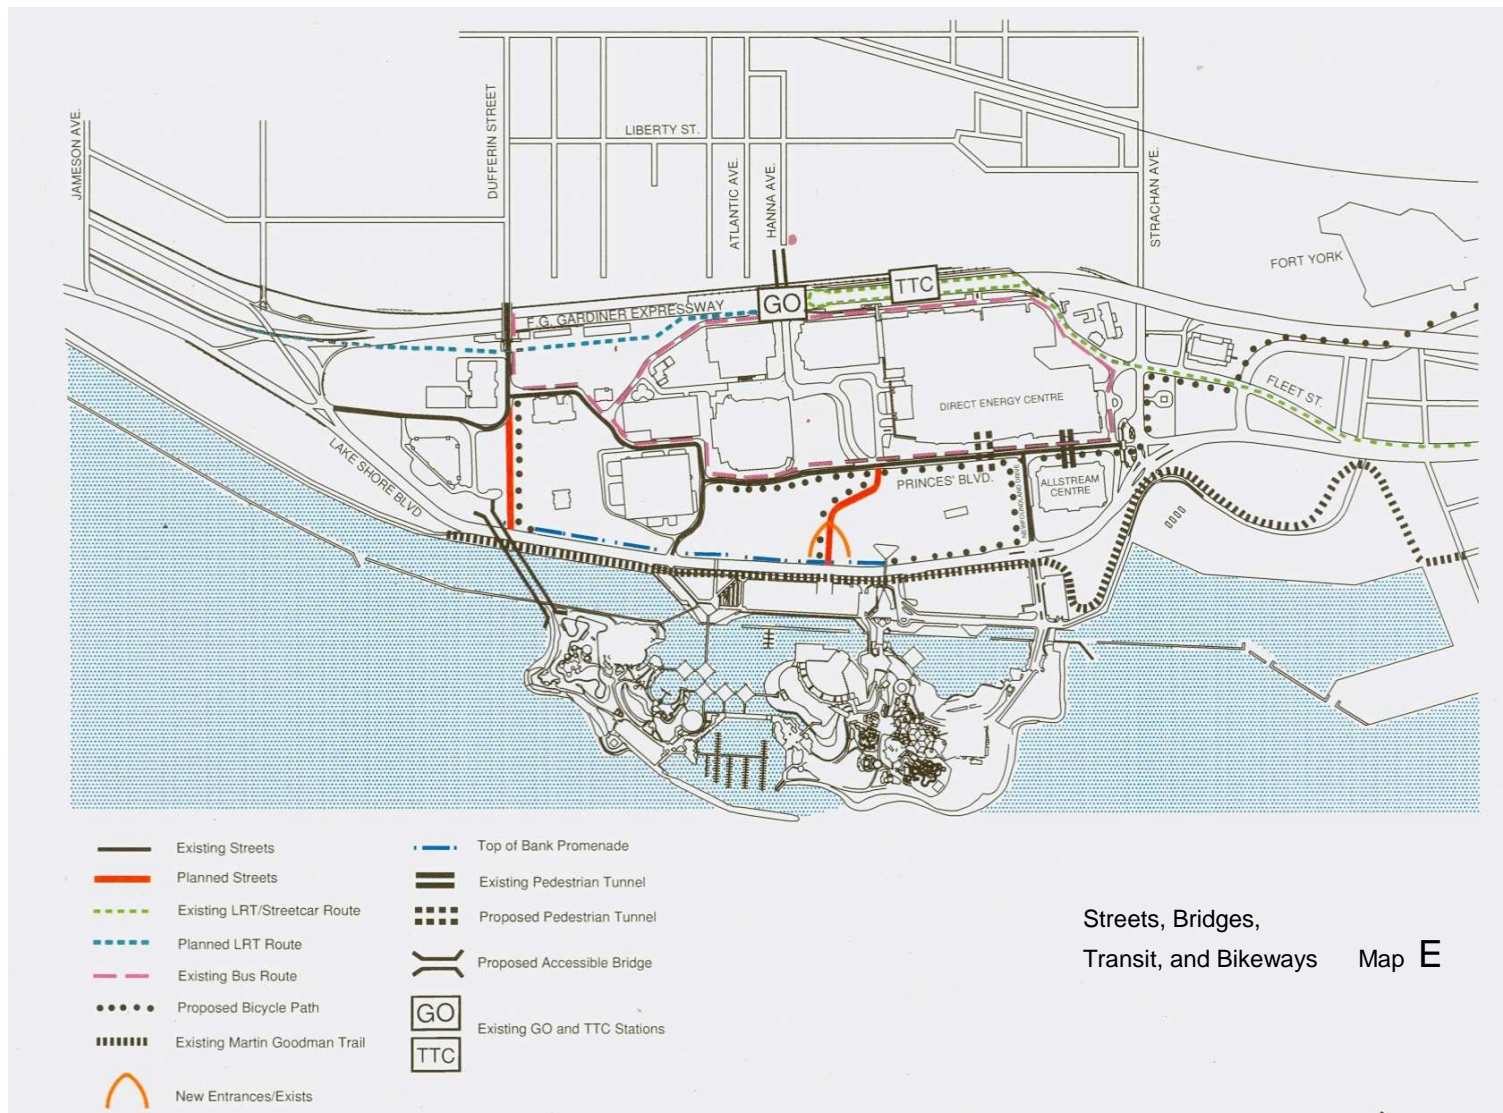 JAMESON AVE.
DUFFERIN STREET
LIBERTY ST.
ATLANTIC AVE.
HANNA AVE.
STRACHAN AVE.
FORT YORK
TTC
GO
F.G. GARDINER EXPRESSWAY
FLEET ST.
DIRECT ENERGY CENTRE
LAKE SHORE BLVD
PRINCES' BLVD.
NEWFOUNDLAND DRIVE
ALLSTREAM
CENTRE
Existing Streets
Planned Streets
Existing LRT/Streetcar Route
Planned LRT Route
Existing Bus Route
Proposed Bicycle Path
Existing Martin Goodman Trail
New Entrances/Exists
Top of Bank Promenade
Existing Pedestrian Tunnel
Proposed Pedestrian Tunnel
Proposed Accessible Bridge
GO
TTC
Existing GO and TTC Stations
Streets, Bridges,
Transit, and Bikeways Map E